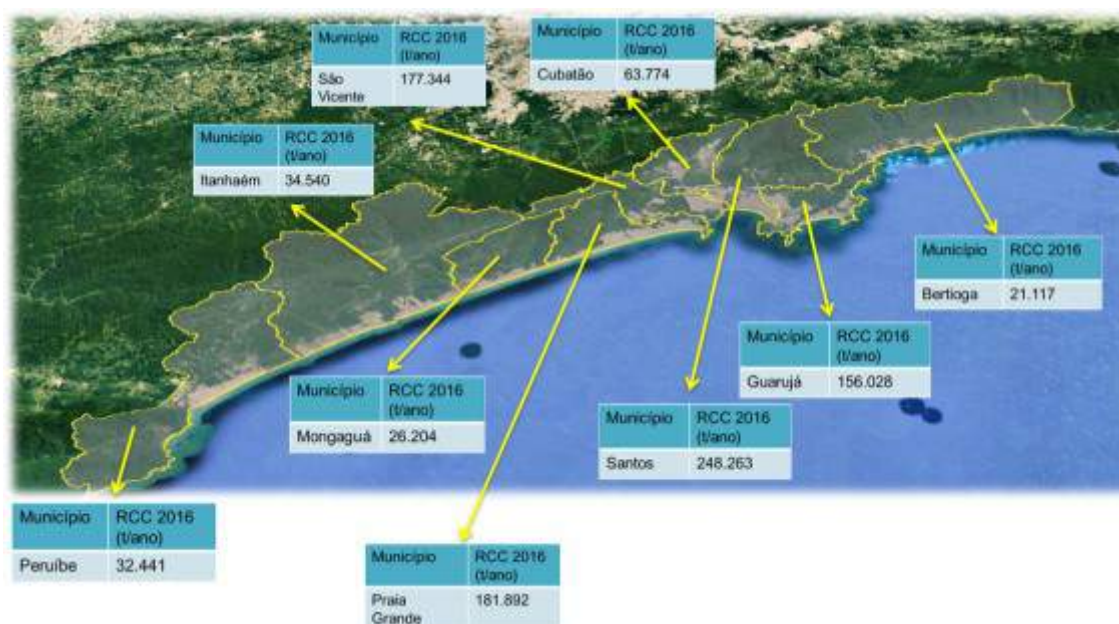 Município RCC 2016
(t/ano)
São
Vicente 177.344
Município RCC 2016
(t/ano)
Cubatão 63.774
Município RCC 2016
(t/ano)
Itanhaém 34.540
Município RCC 2016
(t/ano)
Bertioga 21.117
Município RCC 2016
(t/ano)
Guarujá 156.028
Município RCC 2016
(t/ano)
Mongaguá 26.204
Município RCC 2016
(t/ano)
Santos 248.263
Município RCC 2016
(t/ano)
Peruíbe 32.441
Município RCC 2016
(t/ano)
Praia 181.892
Grande